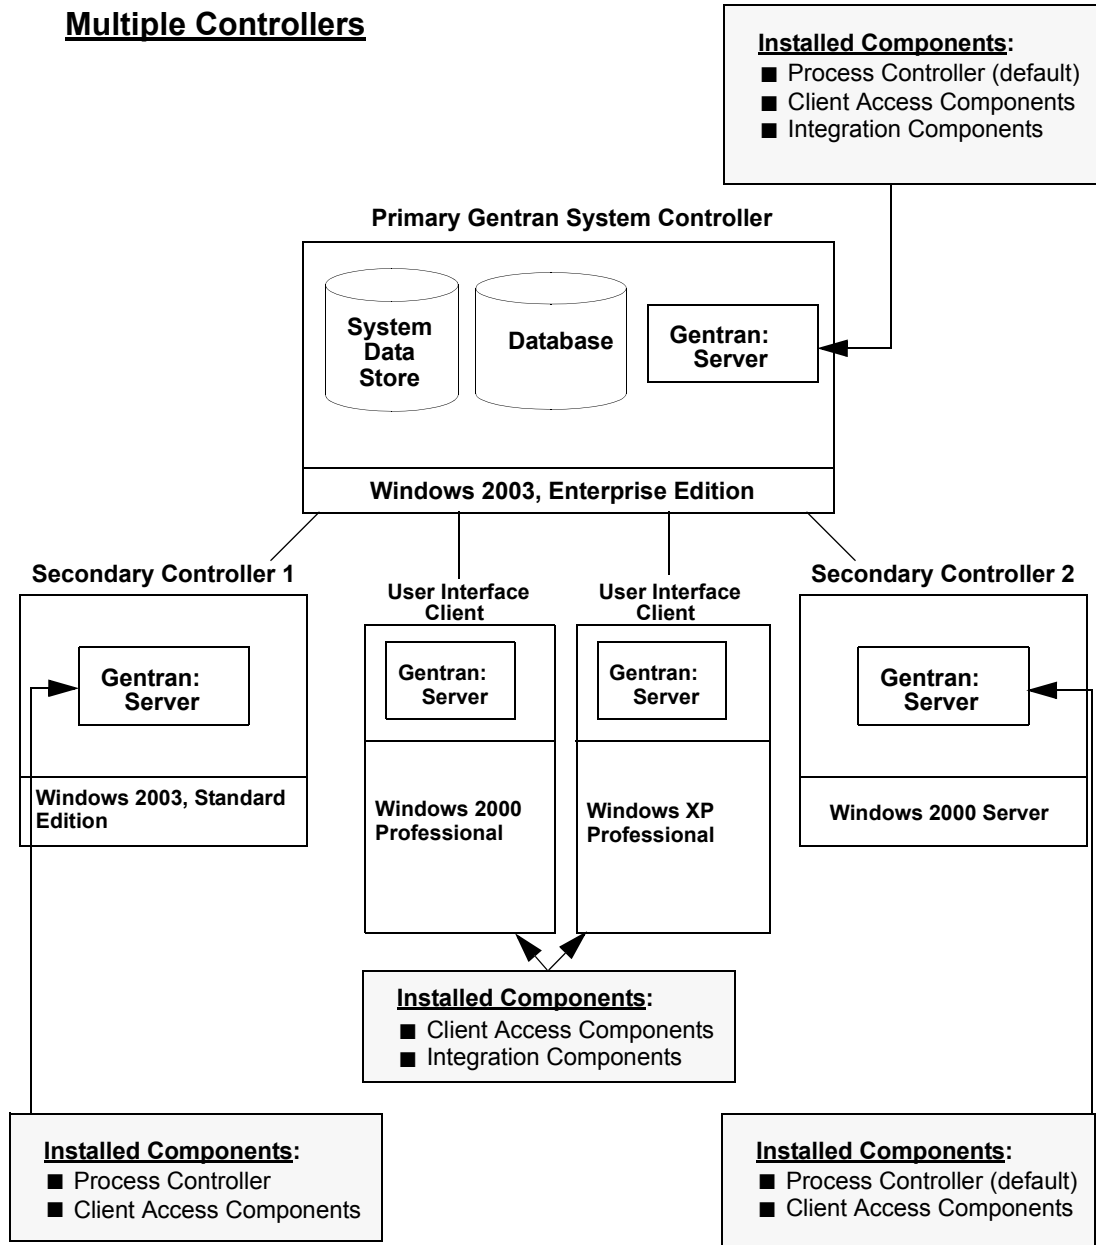 Multiple Controllers
Installed Components:
■ Process Controller (default)
■ Client Access Components
■ Integration Components
Primary Gentran System Controller
System
Data
Store
Database
Gentran:
Server
Windows 2003, Enterprise Edition
Secondary Controller 1
Gentran:
Server
Windows 2003, Standard
Edition
User Interface
Client
Gentran:
Server
Windows 2000
Professional
User Interface
Client
Gentran:
Server
Windows XP
Professional
Secondary Controller 2
Gentran:
Server
Windows 2000 Server
Installed Components:
■ Client Access Components
■ Integration Components
Installed Components:
■ Process Controller
■ Client Access Components
Installed Components:
■ Process Controller (default)
■ Client Access Components